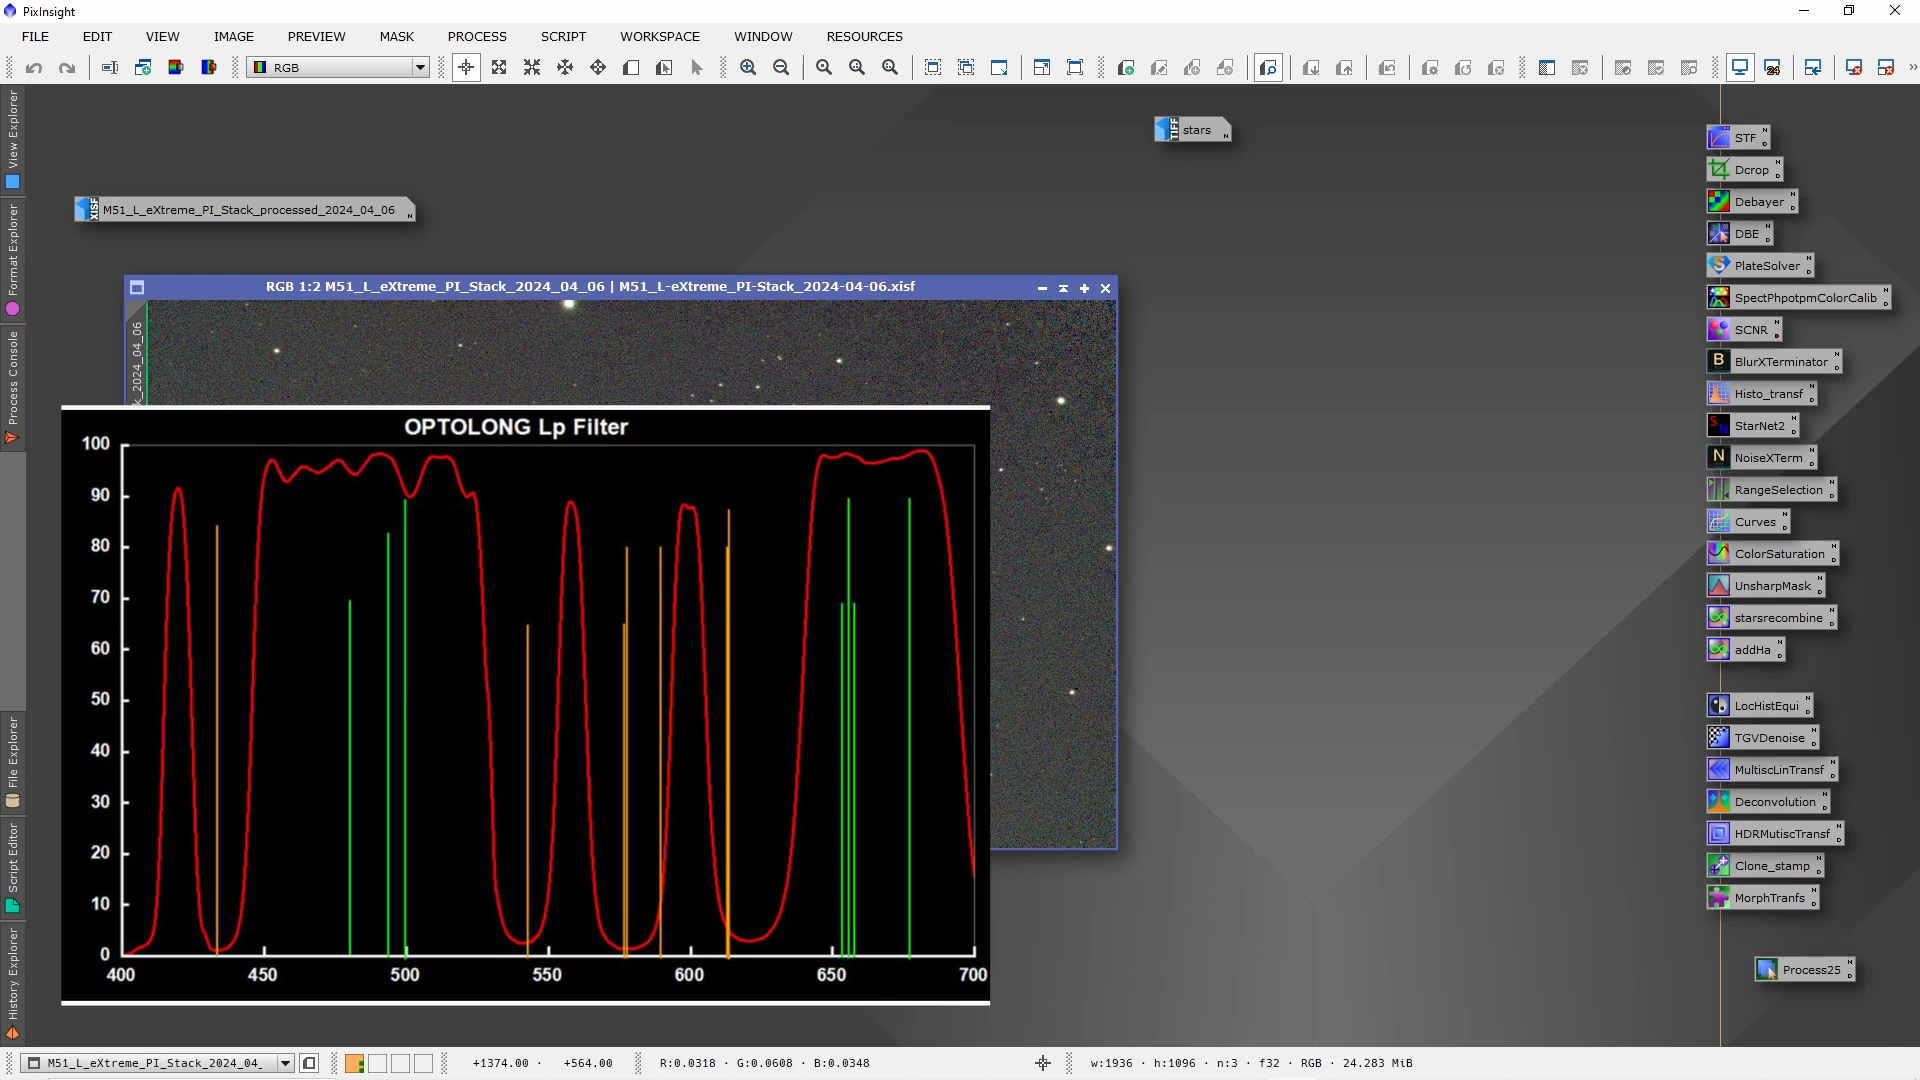 PixInsight
FILE EDIT VIEW IMAGE PREVIEW MASK PROCESS SCRIPT WORKSPACE WINDOW RESOURCES
RGB
24
View Explorer
Format Explorer
Process Console
File Explorer
Script Editor
History Explorer
TIFF stars N
XISF M51_L_eXtreme_PI_Stack_processed_2024_04_06 N
RGB 1:2 M51_L_eXtreme_PI_Stack_2024_04_06 | M51_L-eXtreme_PI-Stack_2024-04-06.xisf
k_2024_04_06
OPTOLONG Lp Filter
100
90
80
70
60
50
40
30
20
10
0
400 450 500 550 600 650 700
STF N D
Dcrop N D
Debayer N D
DBE N D
PlateSolver N D
SpectPhpotpmColorCalib N D
SCNR N D
B BlurXTerminator N D
Histo_transf N D
S N StarNet2 N D
N NoiseXTerm N D
RangeSelection N D
Curves N D
ColorSaturation N D
UnsharpMask N D
starsrecombine N D
addHa N D
LocHistEqui N D
TGVDenoise N D
MultiscLinTransf N D
Deconvolution N D
HDRMutiscTransf N D
Clone_stamp N D
MorphTranfs N D
Process25 N D
M51_L_eXtreme_PI_Stack_2024_04_
+1374.00 · +564.00
R:0.0318 · G:0.0608 · B:0.0348
w:1936 · h:1096 · n:3 · f32 · RGB · 24.283 MiB